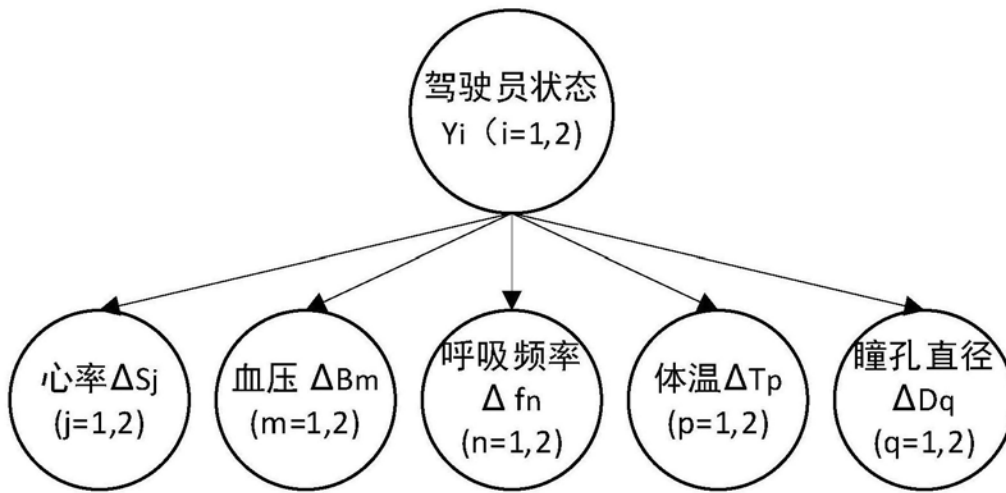 驾驶员状态
Yi（i=1,2)
心率ΔSj
(j=1,2)
血压 ΔBm
(m=1,2)
呼吸频率
Δ fn
(n=1,2)
体温ΔTp
(p=1,2)
瞳孔直径
ΔDq
(q=1,2)